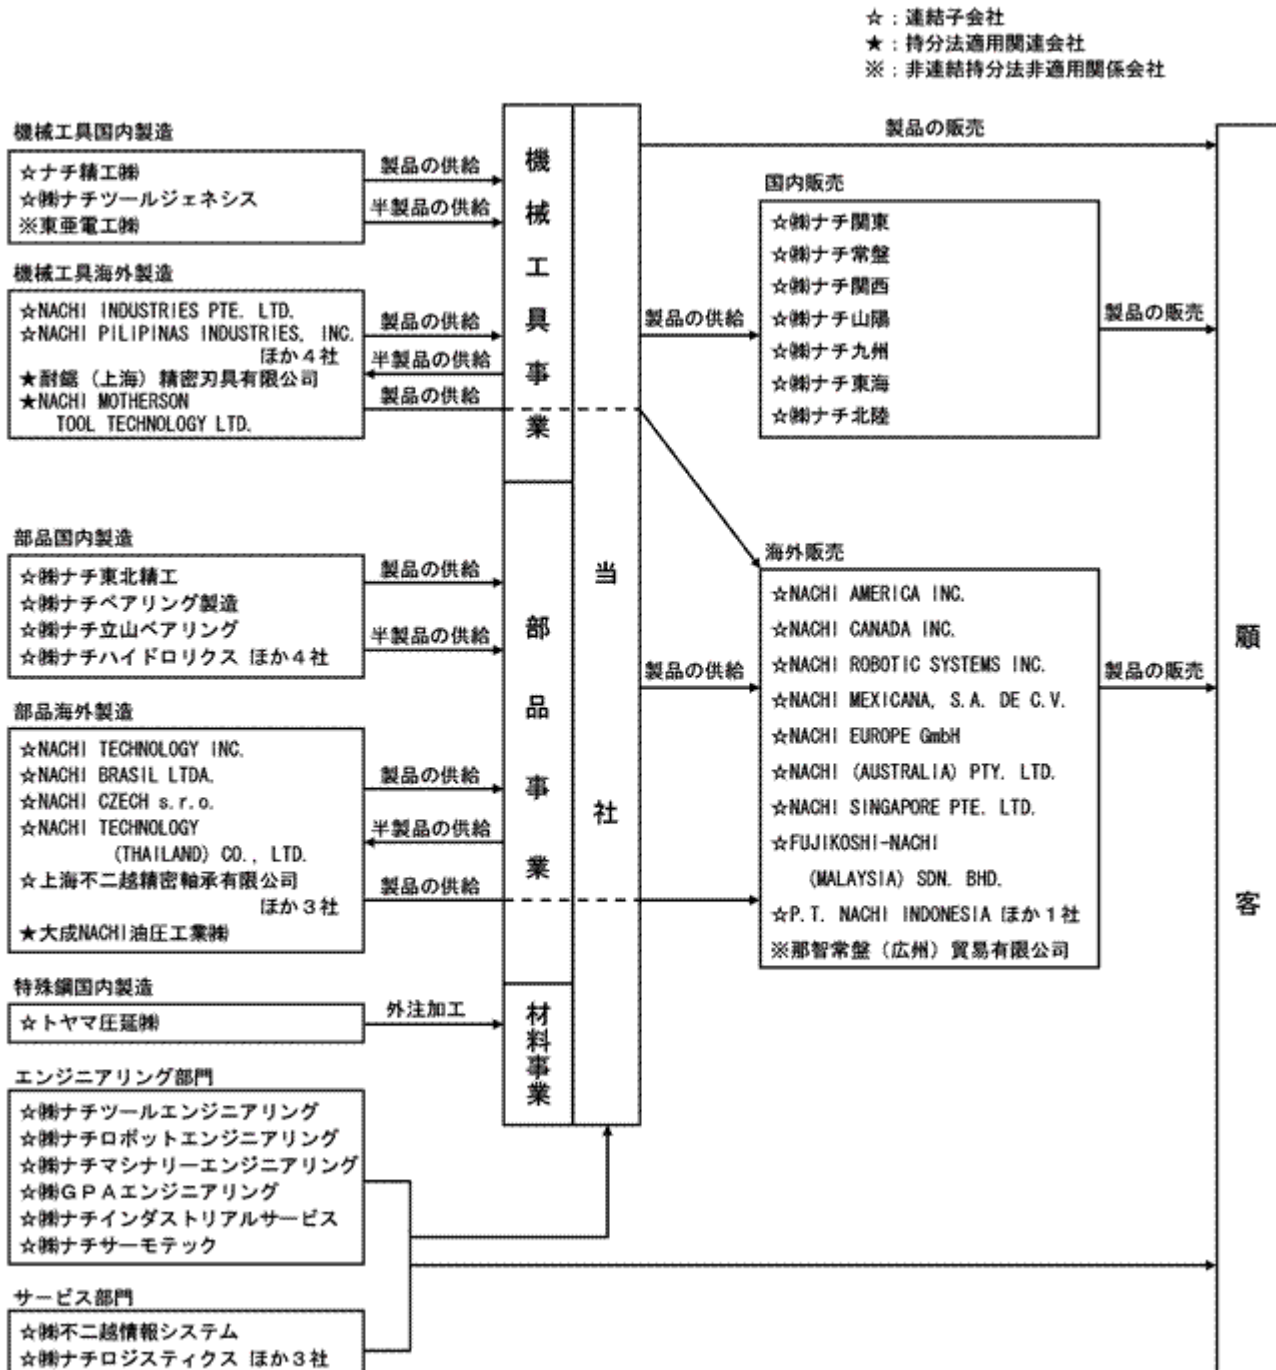 ☆：連結子会社
★：持分法適用関連会社
※：非連結持分法非適用関係会社
機械工具国内製造
☆ナチ精工㈱
☆㈱ナチツールジェネシス
※東亜電工㈱
製品の供給
半製品の供給
機械工具海外製造
☆NACHI INDUSTRIES PTE. LTD.
☆NACHI PILIPINAS INDUSTRIES, INC.
ほか４社
★耐鋸（上海）精密刃具有限公司
★NACHI MOTHERSON
TOOL TECHNOLOGY LTD.
製品の供給
半製品の供給
製品の供給
部品国内製造
☆㈱ナチ東北精工
☆㈱ナチベアリング製造
☆㈱ナチ立山ベアリング
☆㈱ナチハイドロリクス ほか４社
製品の供給
半製品の供給
部品海外製造
☆NACHI TECHNOLOGY INC.
☆NACHI BRASIL LTDA.
☆NACHI CZECH s.r.o.
☆NACHI TECHNOLOGY
(THAILAND) CO., LTD.
☆上海不二越精密軸承有限公司
ほか３社
★大成NACHI油圧工業㈱
製品の供給
半製品の供給
製品の供給
特殊鋼国内製造
☆トヤマ圧延㈱
外注加工
エンジニアリング部門
☆㈱ナチツールエンジニアリング
☆㈱ナチロボットエンジニアリング
☆㈱ナチマシナリーエンジニアリング
☆㈱ＧＰＡエンジニアリング
☆㈱ナチインダストリアルサービス
☆㈱ナチサーモテック
サービス部門
☆㈱不二越情報システム
☆㈱ナチロジスティクス ほか３社
機械工具事業
部品事業
材料事業
当社
製品の販売
国内販売
☆㈱ナチ関東
☆㈱ナチ常盤
☆㈱ナチ関西
☆㈱ナチ山陽
☆㈱ナチ九州
☆㈱ナチ東海
☆㈱ナチ北陸
製品の供給
製品の販売
海外販売
☆NACHI AMERICA INC.
☆NACHI CANADA INC.
☆NACHI ROBOTIC SYSTEMS INC.
☆NACHI MEXICANA, S.A. DE C.V.
☆NACHI EUROPE GmbH
☆NACHI (AUSTRALIA) PTY. LTD.
☆NACHI SINGAPORE PTE. LTD.
☆FUJIKOSHI-NACHI
(MALAYSIA) SDN. BHD.
☆P.T. NACHI INDONESIA ほか１社
※那智常盤（広州）貿易有限公司
製品の供給
製品の販売
顧客